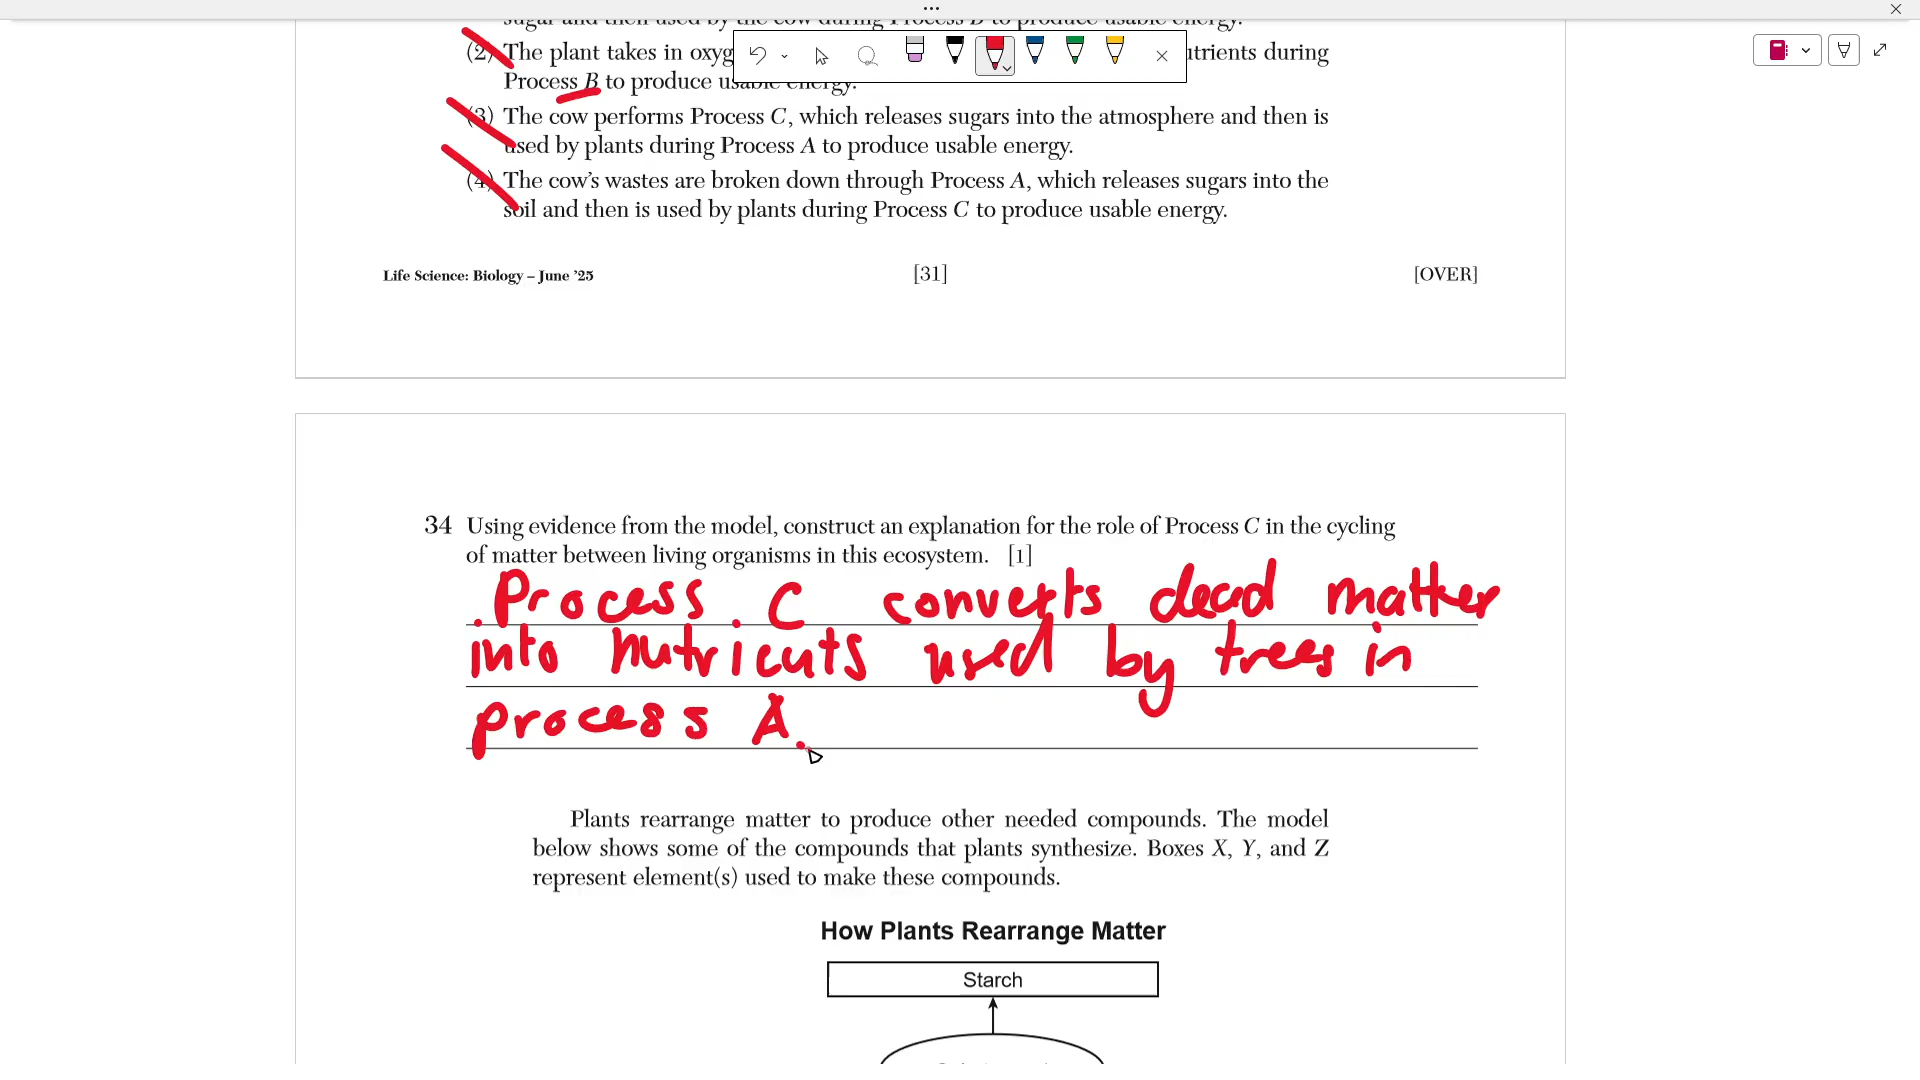 (2) The plant takes in oxyg utrients during
Process B to produce usable energy.
(3) The cow performs Process C, which releases sugars into the atmosphere and then is
used by plants during Process A to produce usable energy.
(4) The cow's wastes are broken down through Process A, which releases sugars into the
soil and then is used by plants during Process C to produce usable energy.
Life Science: Biology – June '25 [31] [OVER]
34 Using evidence from the model, construct an explanation for the role of Process C in the cycling
of matter between living organisms in this ecosystem. [1]
Process C converts dead matter
into nutrients used by trees in
process A.
Plants rearrange matter to produce other needed compounds. The model
below shows some of the compounds that plants synthesize. Boxes X, Y, and Z
represent element(s) used to make these compounds.
How Plants Rearrange Matter
Starch